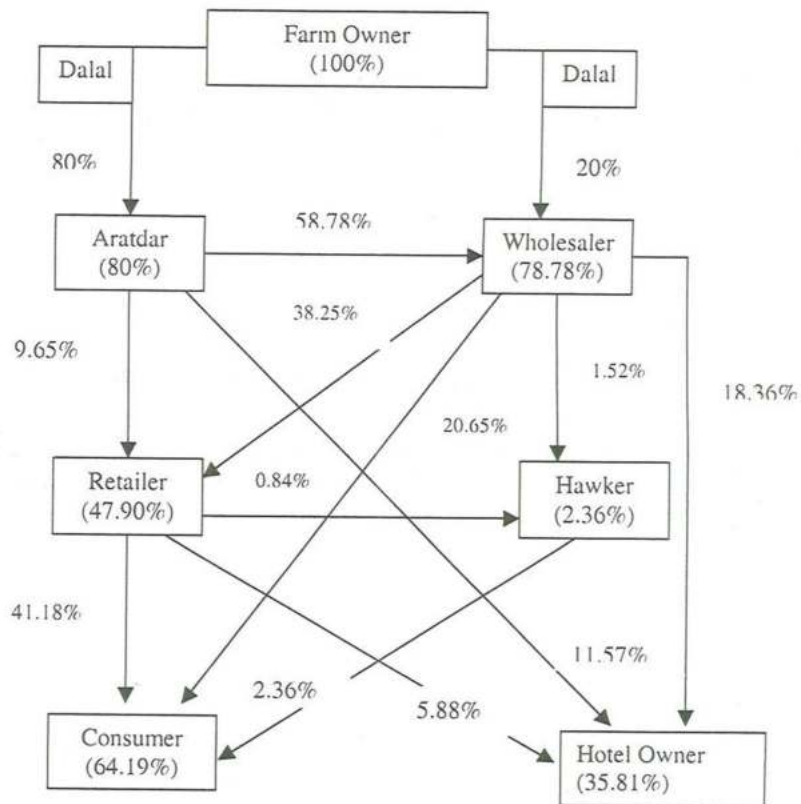 Farm Owner
(100%)
Dalal
Dalal
80%
20%
Aratdar
(80%)
58.78%
Wholesaler
(78.78%)
9.65%
38.25%
1.52%
18.36%
20.65%
Retailer
(47.90%)
0.84%
Hawker
(2.36%)
41.18%
2.36%
5.88%
11.57%
Consumer
(64.19%)
Hotel Owner
(35.81%)